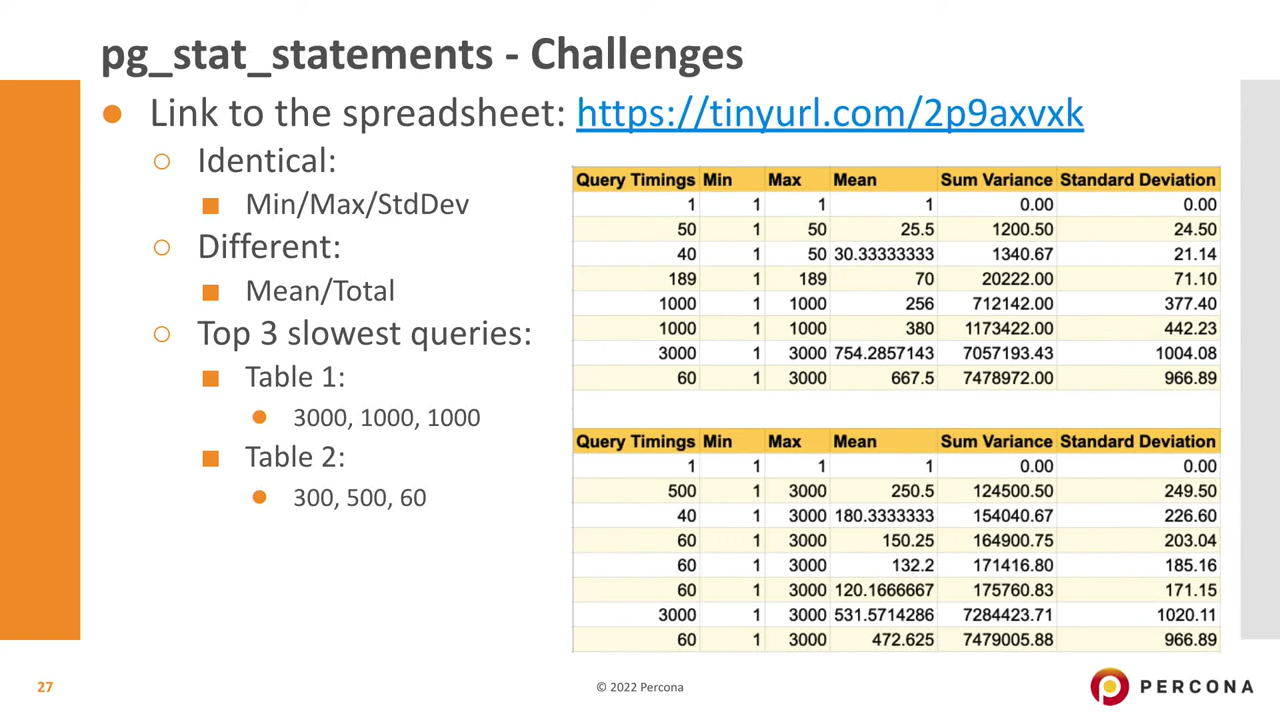 pg_stat_statements - Challenges
● Link to the spreadsheet: https://tinyurl.com/2p9axvxk
○ Identical:
■ Min/Max/StdDev
○ Different:
■ Mean/Total
○ Top 3 slowest queries:
■ Table 1:
● 3000, 1000, 1000
■ Table 2:
● 300, 500, 60
Query Timings Min Max Mean Sum Variance Standard Deviation
1 1 1 1 0.00 0.00
50 1 50 25.5 1200.50 24.50
40 1 50 30.33333333 1340.67 21.14
189 1 189 70 20222.00 71.10
1000 1 1000 256 712142.00 377.40
1000 1 1000 380 1173422.00 442.23
3000 1 3000 754.2857143 7057193.43 1004.08
60 1 3000 667.5 7478972.00 966.89
Query Timings Min Max Mean Sum Variance Standard Deviation
1 1 1 1 0.00 0.00
500 1 3000 250.5 124500.50 249.50
40 1 3000 180.3333333 154040.67 226.60
60 1 3000 150.25 164900.75 203.04
60 1 3000 132.2 171416.80 185.16
60 1 3000 120.1666667 175760.83 171.15
3000 1 3000 531.5714286 7284423.71 1020.11
60 1 3000 472.625 7479005.88 966.89
27
© 2022 Percona
PERCONA